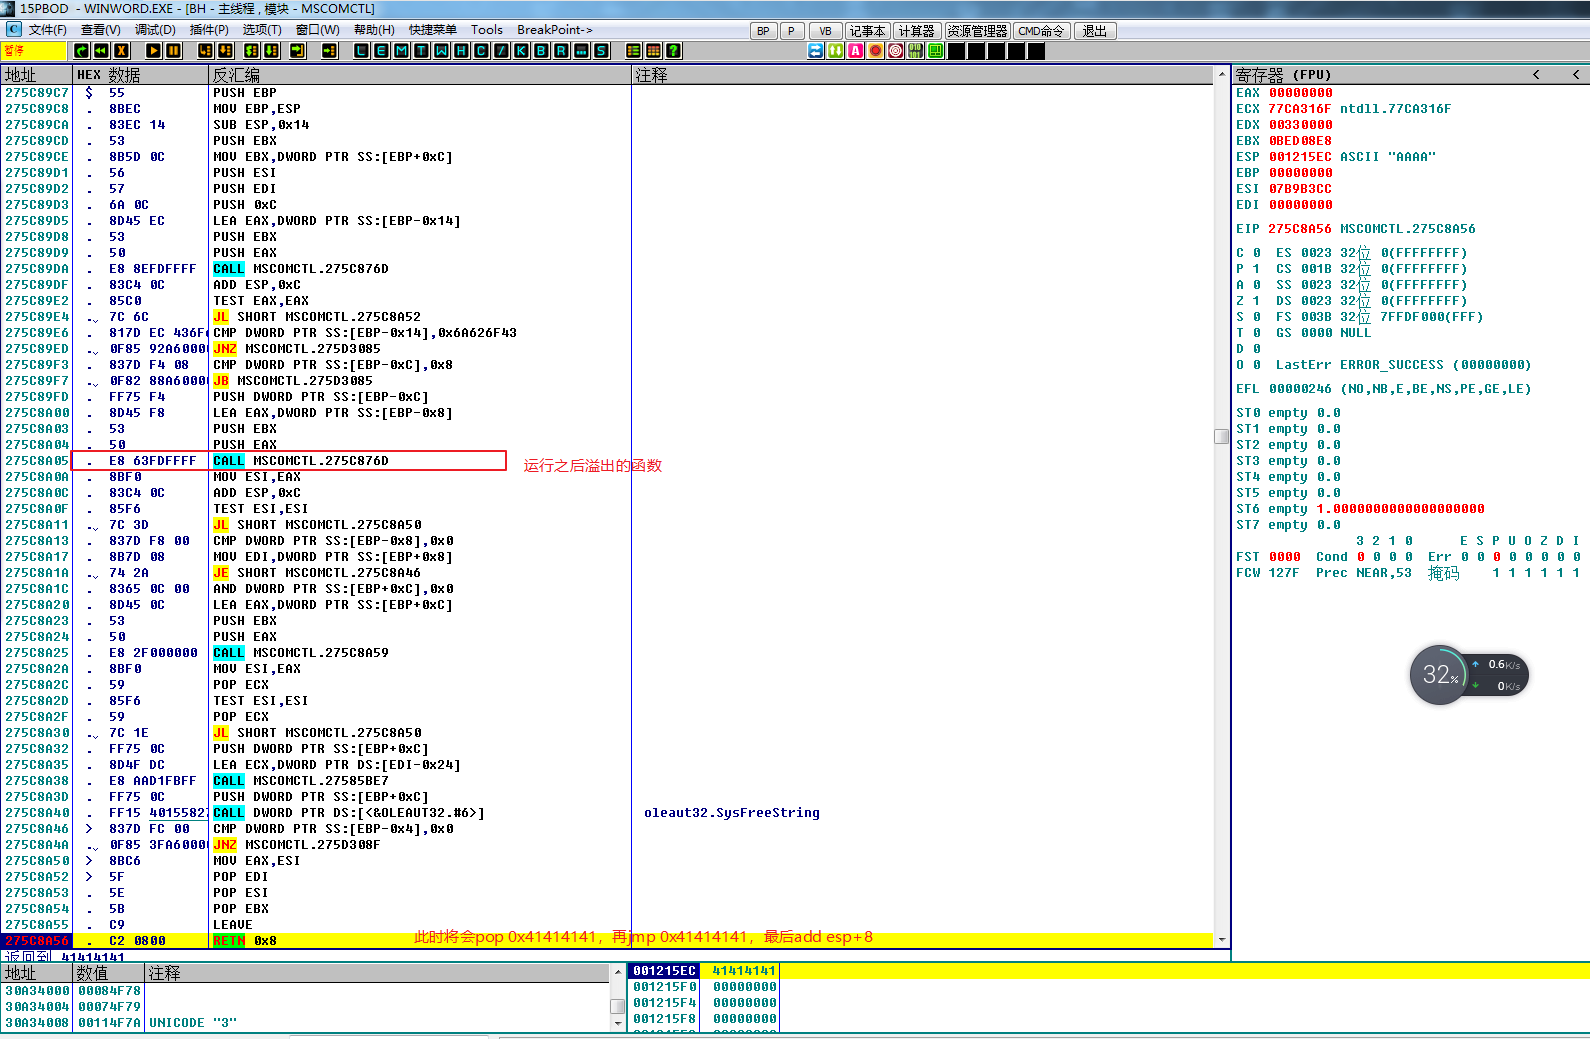 15PBOD - WINWORD.EXE - [BH - 主线程 , 模块 - MSCOMCTL]
文件(F) 查看(V) 调试(D) 插件(P) 选项(T) 窗口(W) 帮助(H) 快捷菜单 Tools BreakPoint-> BP P VB 记事本 计算器 资源管理器 CMD命令 退出
暂停 L E M T W H C / K B R ... S ?
地址 HEX 数据 反汇编 注释
275C89C7 $ 55 PUSH EBP
275C89C8 . 8BEC MOV EBP,ESP
275C89CA . 83EC 14 SUB ESP,0x14
275C89CD . 53 PUSH EBX
275C89CE . 8B5D 0C MOV EBX,DWORD PTR SS:[EBP+0xC]
275C89D1 . 56 PUSH ESI
275C89D2 . 57 PUSH EDI
275C89D3 . 6A 0C PUSH 0xC
275C89D5 . 8D45 EC LEA EAX,DWORD PTR SS:[EBP-0x14]
275C89D8 . 53 PUSH EBX
275C89D9 . 50 PUSH EAX
275C89DA . E8 8EFDFFFF CALL MSCOMCTL.275C876D
275C89DF . 83C4 0C ADD ESP,0xC
275C89E2 . 85C0 TEST EAX,EAX
275C89E4 . 7C 6C JL SHORT MSCOMCTL.275C8A52
275C89E6 . 817D EC 436F6 CMP DWORD PTR SS:[EBP-0x14],0x6A626F43
275C89ED . 0F85 92A60000 JNZ MSCOMCTL.275D3085
275C89F3 . 837D F4 08 CMP DWORD PTR SS:[EBP-0xC],0x8
275C89F7 . 0F82 88A60000 JB MSCOMCTL.275D3085
275C89FD . FF75 F4 PUSH DWORD PTR SS:[EBP-0xC]
275C8A00 . 8D45 F8 LEA EAX,DWORD PTR SS:[EBP-0x8]
275C8A03 . 53 PUSH EBX
275C8A04 . 50 PUSH EAX
275C8A05 . E8 63FDFFFF CALL MSCOMCTL.275C876D 运行之后溢出的函数
275C8A0A . 8BF0 MOV ESI,EAX
275C8A0C . 83C4 0C ADD ESP,0xC
275C8A0F . 85F6 TEST ESI,ESI
275C8A11 . 7C 3D JL SHORT MSCOMCTL.275C8A50
275C8A13 . 837D F8 00 CMP DWORD PTR SS:[EBP-0x8],0x0
275C8A17 . 8B7D 08 MOV EDI,DWORD PTR SS:[EBP+0x8]
275C8A1A . 74 2A JE SHORT MSCOMCTL.275C8A46
275C8A1C . 8365 0C 00 AND DWORD PTR SS:[EBP+0xC],0x0
275C8A20 . 8D45 0C LEA EAX,DWORD PTR SS:[EBP+0xC]
275C8A23 . 53 PUSH EBX
275C8A24 . 50 PUSH EAX
275C8A25 . E8 2F000000 CALL MSCOMCTL.275C8A59
275C8A2A . 8BF0 MOV ESI,EAX
275C8A2C . 59 POP ECX
275C8A2D . 85F6 TEST ESI,ESI
275C8A2F . 59 POP ECX
275C8A30 . 7C 1E JL SHORT MSCOMCTL.275C8A50
275C8A32 . FF75 0C PUSH DWORD PTR SS:[EBP+0xC]
275C8A35 . 8D4F DC LEA ECX,DWORD PTR DS:[EDI-0x24]
275C8A38 . E8 AAD1FBFF CALL MSCOMCTL.27585BE7
275C8A3D . FF75 0C PUSH DWORD PTR SS:[EBP+0xC]
275C8A40 . FF15 40155827 CALL DWORD PTR DS:[<&OLEAUT32.#6>] oleaut32.SysFreeString
275C8A46 > 837D FC 00 CMP DWORD PTR SS:[EBP-0x4],0x0
275C8A4A . 0F85 3FA60000 JNZ MSCOMCTL.275D308F
275C8A50 > 8BC6 MOV EAX,ESI
275C8A52 > 5F POP EDI
275C8A53 . 5E POP ESI
275C8A54 . 5B POP EBX
275C8A55 . C9 LEAVE
275C8A56 . C2 0800 RETN 0x8 此时将会pop 0x41414141，再jmp 0x41414141，最后add esp+8
返回到 41414141
寄存器 (FPU) < <
EAX 00000000
ECX 77CA316F ntdll.77CA316F
EDX 00330000
EBX 0BED08E8
ESP 001215EC ASCII "AAAA"
EBP 00000000
ESI 07B9B3CC
EDI 00000000
EIP 275C8A56 MSCOMCTL.275C8A56
C 0 ES 0023 32位 0(FFFFFFFF)
P 1 CS 001B 32位 0(FFFFFFFF)
A 0 SS 0023 32位 0(FFFFFFFF)
Z 1 DS 0023 32位 0(FFFFFFFF)
S 0 FS 003B 32位 7FFDF000(FFF)
T 0 GS 0000 NULL
D 0
O 0 LastErr ERROR_SUCCESS (00000000)
EFL 00000246 (NO,NB,E,BE,NS,PE,GE,LE)
ST0 empty 0.0
ST1 empty 0.0
ST2 empty 0.0
ST3 empty 0.0
ST4 empty 0.0
ST5 empty 0.0
ST6 empty 1.0000000000000000000
ST7 empty 0.0
3 2 1 0 E S P U O Z D I
FST 0000 Cond 0 0 0 0 Err 0 0 0 0 0 0 0 0
FCW 127F Prec NEAR,53 掩码 1 1 1 1 1 1
32% 0.6K/s
0K/s
地址 数值 注释
30A34000 00084F78
30A34004 00074F79
30A34008 00114F7A UNICODE "3"
001215EC 41414141
001215F0 00000000
001215F4 00000000
001215F8 00000000